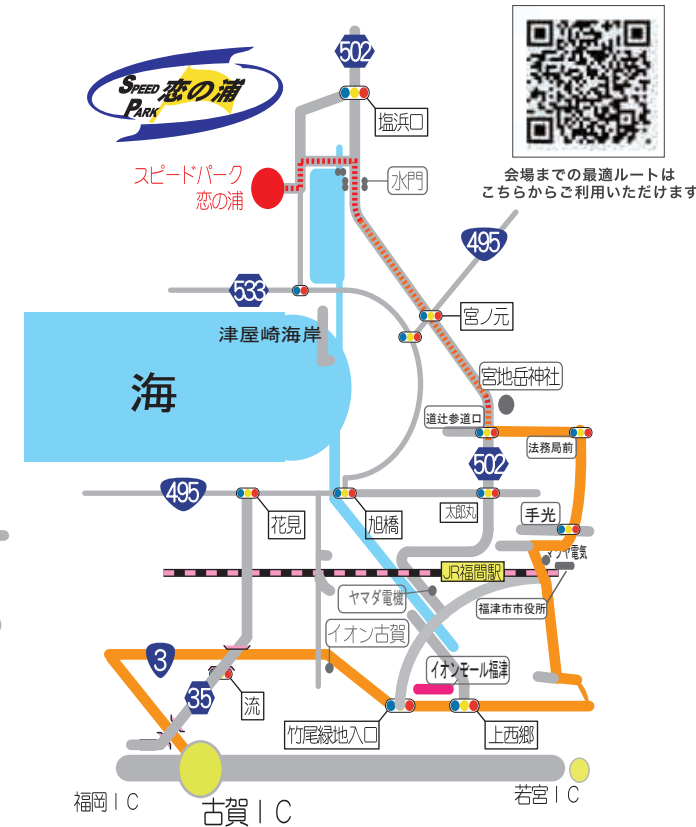 502
SPEED
PARK
恋の浦
塩浜口
会場までの最適ルートは
こちらからご利用いただけます
スピードパーク
恋の浦
水門
495
533
宮ノ元
津屋崎海岸
海
宮地岳神社
道辻参道口
法務局前
502
495
花見
旭橋
太郎丸
手光
マツヤ電気
JR福間駅
ヤマダ電機
福津市市役所
イオン古賀
3
イオンモール福津
35
流
竹尾緑地入口
上西郷
福岡IC
古賀IC
若宮IC